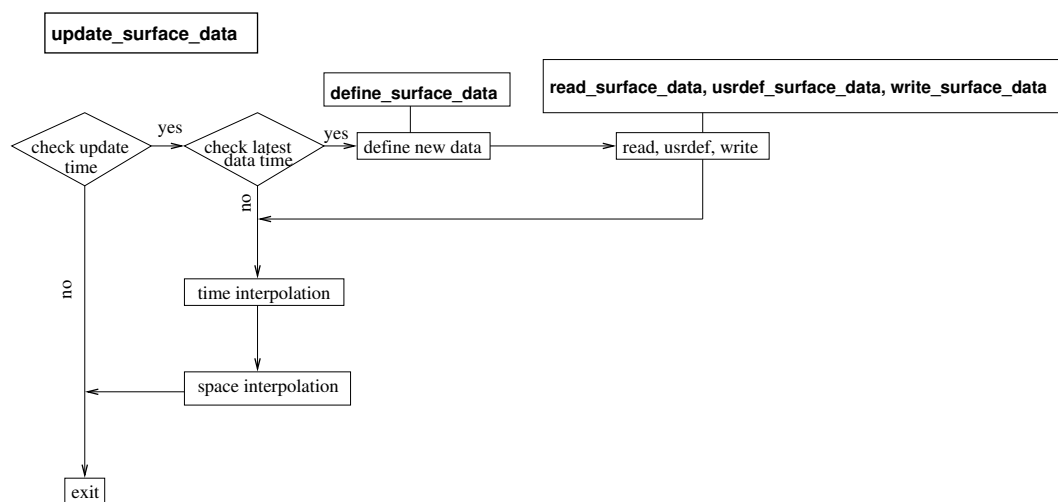 update_surface_data
define_surface_data
read_surface_data, usrdef_surface_data, write_surface_data
yes
yes
check update
time
check latest
data time
define new data
read, usrdef, write
no
no
time interpolation
space interpolation
exit